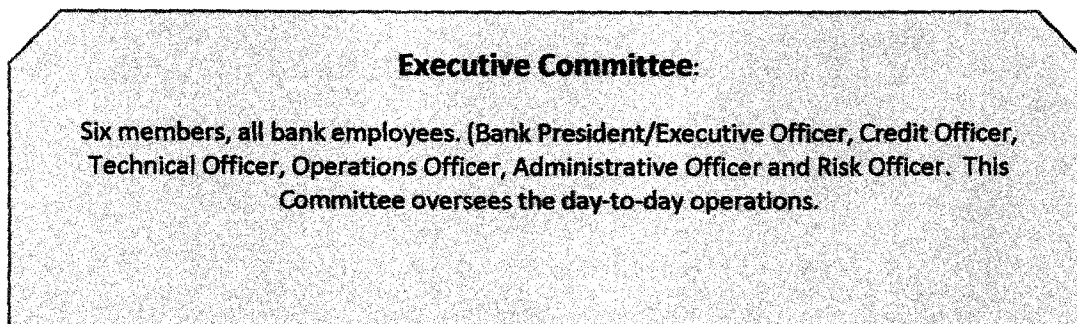 Executive Committee:
Six members, all bank employees. (Bank President/Executive Officer, Credit Officer,
Technical Officer, Operations Officer, Administrative Officer and Risk Officer.  This
Committee oversees the day-to-day operations.